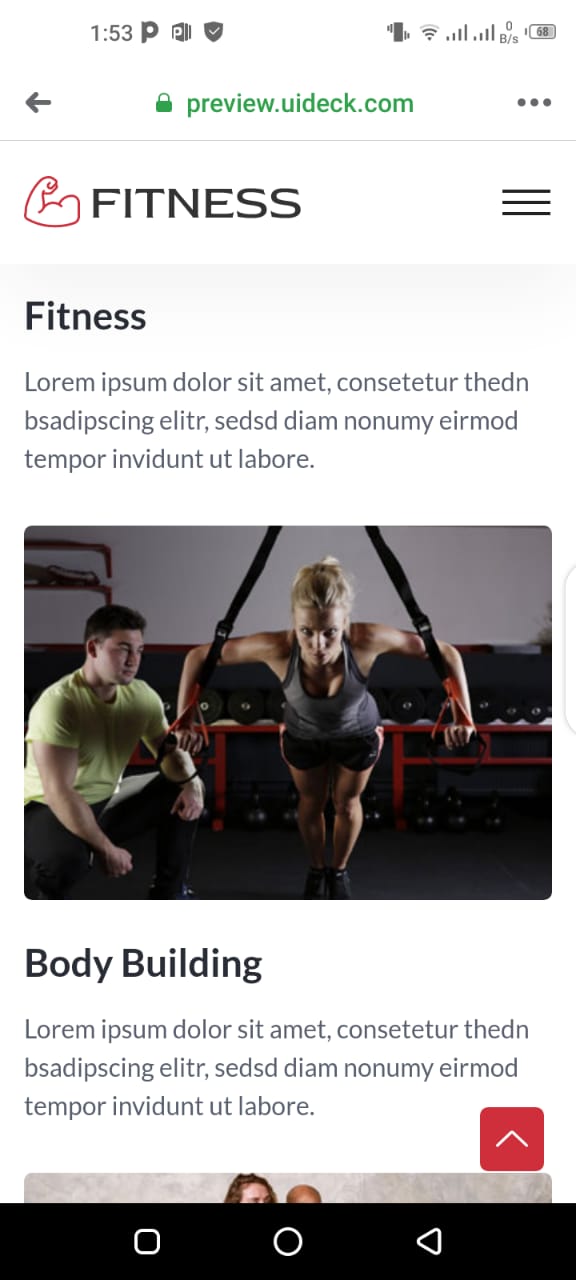 1:53
0
B/s
68
preview.uideck.com
FITNESS
Fitness
Lorem ipsum dolor sit amet, consetetur thedn
bsadipscing elitr, sedsd diam nonumy eirmod
tempor invidunt ut labore.
Body Building
Lorem ipsum dolor sit amet, consetetur thedn
bsadipscing elitr, sedsd diam nonumy eirmod
tempor invidunt ut labore.